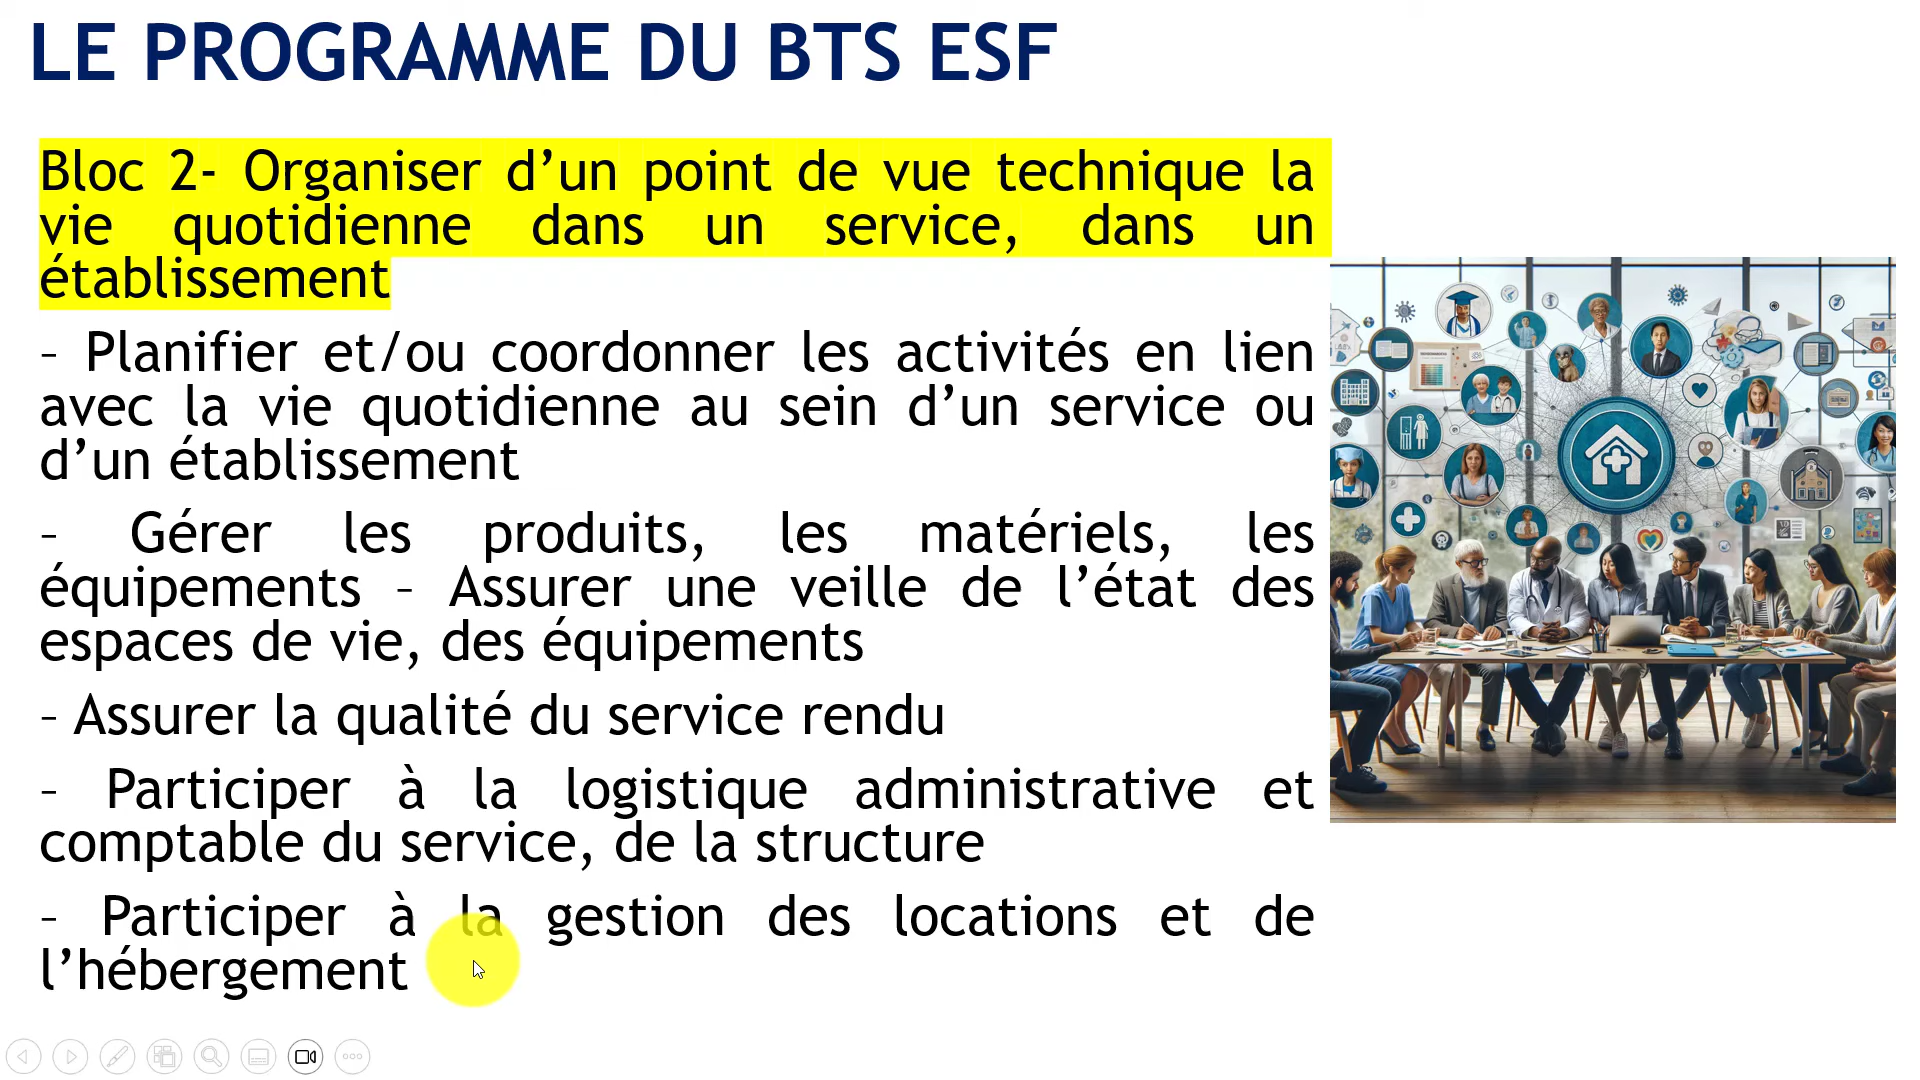 LE PROGRAMME DU BTS ESF
Bloc 2- Organiser d’un point de vue technique la
vie quotidienne dans un service, dans un
établissement
– Planifier et/ou coordonner les activités en lien
avec la vie quotidienne au sein d’un service ou
d’un établissement
– Gérer les produits, les matériels, les
équipements – Assurer une veille de l’état des
espaces de vie, des équipements
– Assurer la qualité du service rendu
– Participer à la logistique administrative et
comptable du service, de la structure
– Participer à la gestion des locations et de
l’hébergement